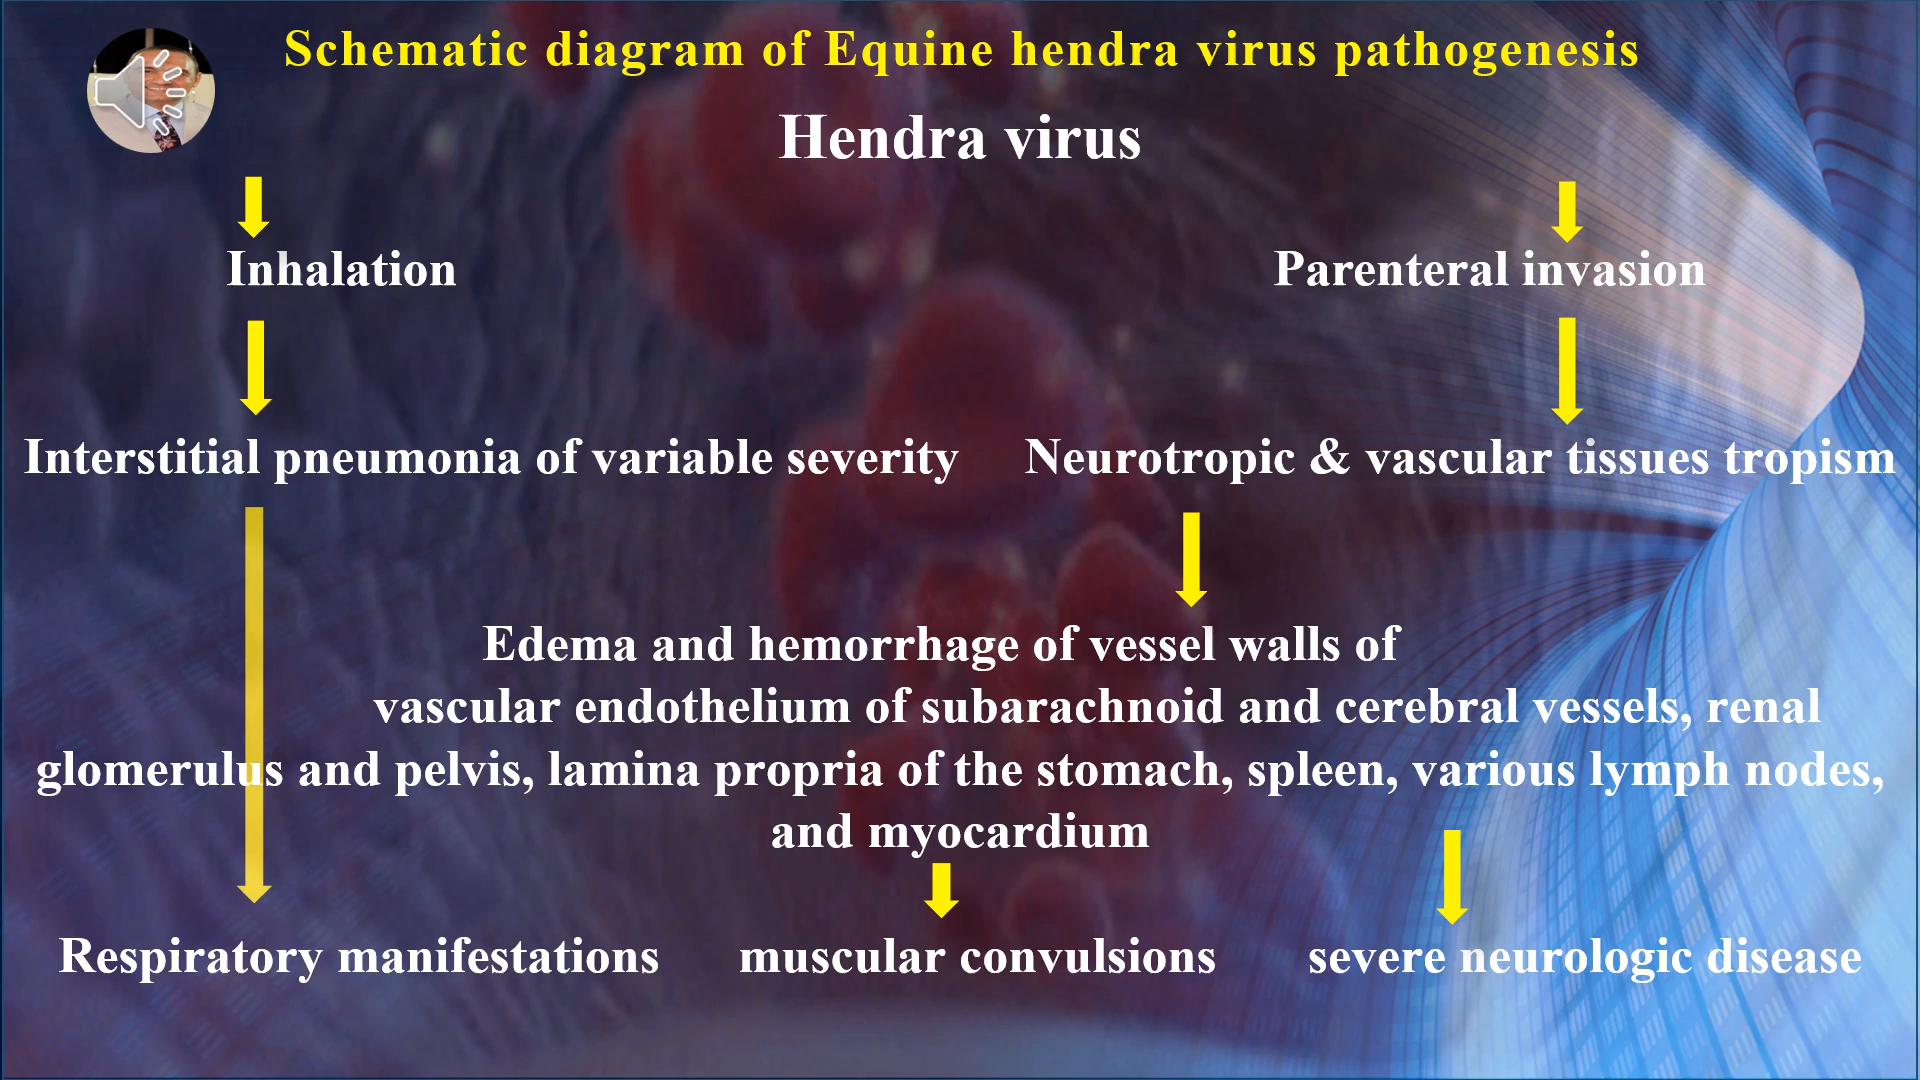 Schematic diagram of Equine hendra virus pathogenesis
Hendra virus
Inhalation
Parenteral invasion
Interstitial pneumonia of variable severity
Neurotropic & vascular tissues tropism
Edema and hemorrhage of vessel walls of
vascular endothelium of subarachnoid and cerebral vessels, renal
glomerulus and pelvis, lamina propria of the stomach, spleen, various lymph nodes,
and myocardium
Respiratory manifestations
muscular convulsions
severe neurologic disease